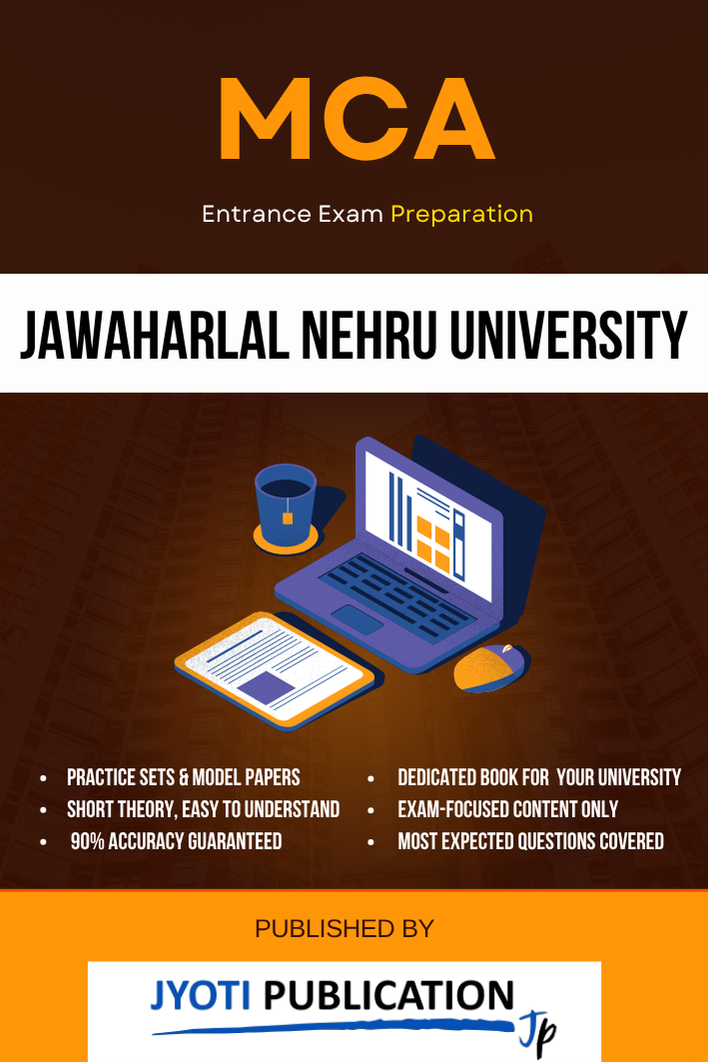 MCA
Entrance Exam Preparation
JAWAHARLAL NEHRU UNIVERSITY
• PRACTICE SETS & MODEL PAPERS
• SHORT THEORY, EASY TO UNDERSTAND
• 90% ACCURACY GUARANTEED
• DEDICATED BOOK FOR YOUR UNIVERSITY
• EXAM-FOCUSED CONTENT ONLY
• MOST EXPECTED QUESTIONS COVERED
PUBLISHED BY
JYOTI PUBLICATION
Jp